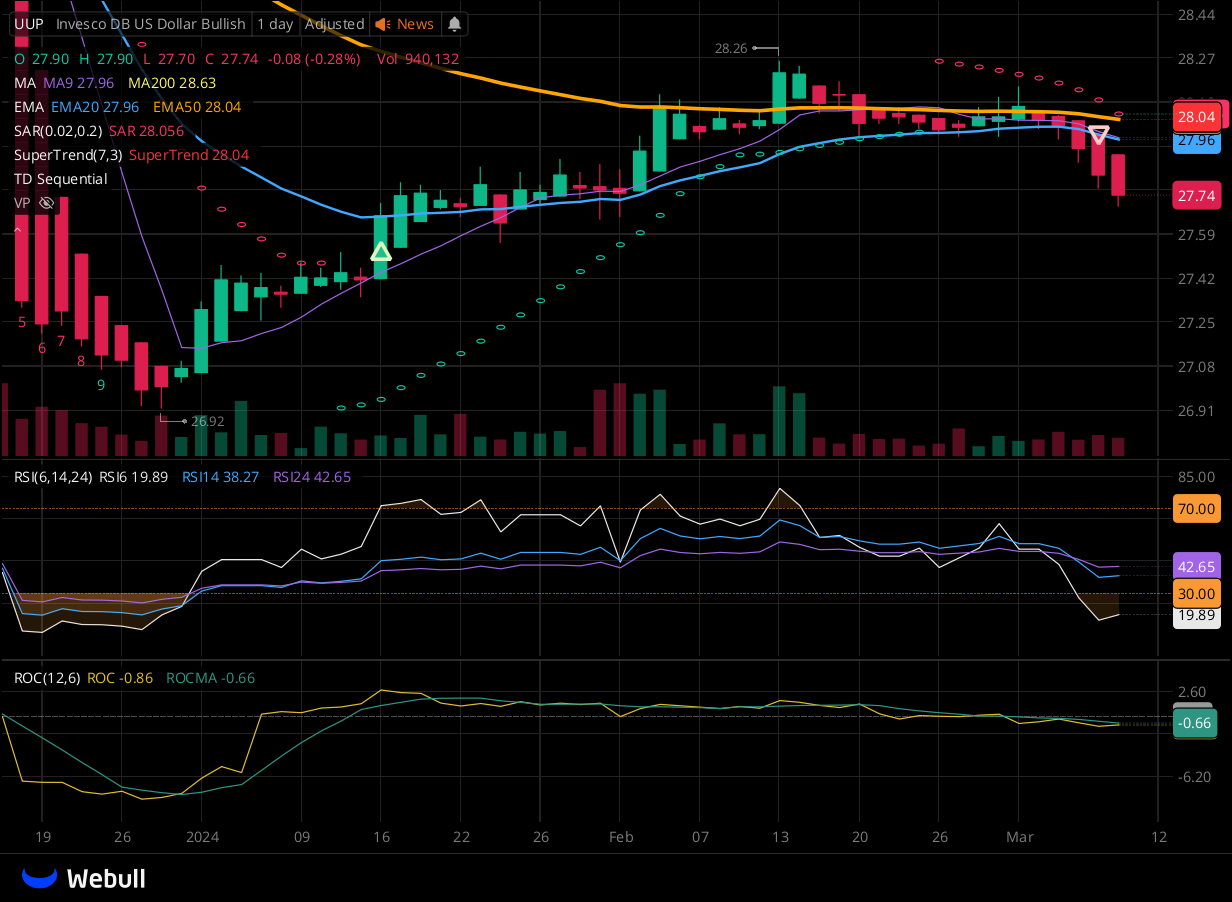 UUP Invesco DB US Dollar Bullish 1 day Adjusted News
O 27.90 H 27.90 L 27.70 C 27.74 -0.08 (-0.28%) Vol 940,132
MA MA9 27.96 MA200 28.63
EMA EMA20 27.96 EMA50 28.04
SAR(0.02,0.2) SAR 28.056
SuperTrend(7,3) SuperTrend 28.04
TD Sequential
VP
28.26
28.44
28.27
28.04
27.96
27.74
27.59
27.42
27.25
27.08
26.91
5
6
7
8
9
26.92
RSI(6,14,24) RSI6 19.89 RSI14 38.27 RSI24 42.65
85.00
70.00
42.65
30.00
19.89
ROC(12,6) ROC -0.86 ROCMA -0.66
2.60
-0.66
-6.20
19 26 2024 09 16 22 26 Feb 07 13 20 26 Mar 12
Webull